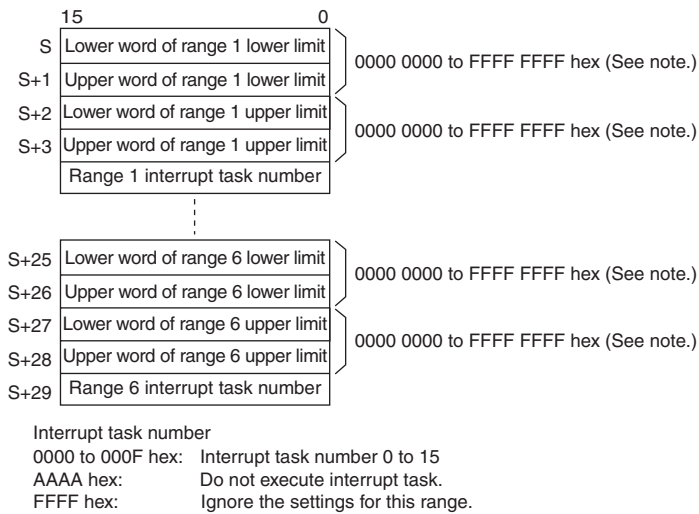 15 0
S Lower word of range 1 lower limit
0000 0000 to FFFF FFFF hex (See note.)
S+1 Upper word of range 1 lower limit
S+2 Lower word of range 1 upper limit
0000 0000 to FFFF FFFF hex (See note.)
S+3 Upper word of range 1 upper limit
Range 1 interrupt task number
S+25 Lower word of range 6 lower limit
0000 0000 to FFFF FFFF hex (See note.)
S+26 Upper word of range 6 lower limit
S+27 Lower word of range 6 upper limit
0000 0000 to FFFF FFFF hex (See note.)
S+28 Upper word of range 6 upper limit
S+29 Range 6 interrupt task number
Interrupt task number
0000 to 000F hex: Interrupt task number 0 to 15
AAAA hex: Do not execute interrupt task.
FFFF hex: Ignore the settings for this range.